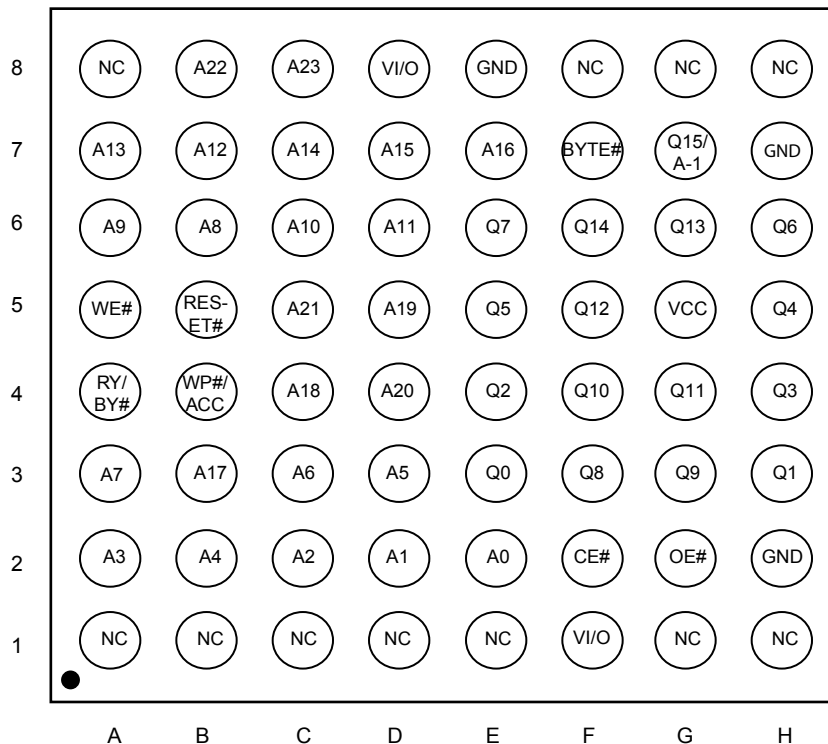 8 NC A22 A23 VI/O GND NC NC NC
7 A13 A12 A14 A15 A16 BYTE# Q15/ A-1 GND
6 A9 A8 A10 A11 Q7 Q14 Q13 Q6
5 WE# RES- ET# A21 A19 Q5 Q12 VCC Q4
4 RY/ BY# WP#/ ACC A18 A20 Q2 Q10 Q11 Q3
3 A7 A17 A6 A5 Q0 Q8 Q9 Q1
2 A3 A4 A2 A1 A0 CE# OE# GND
1 NC NC NC NC NC VI/O NC NC
A B C D E F G H